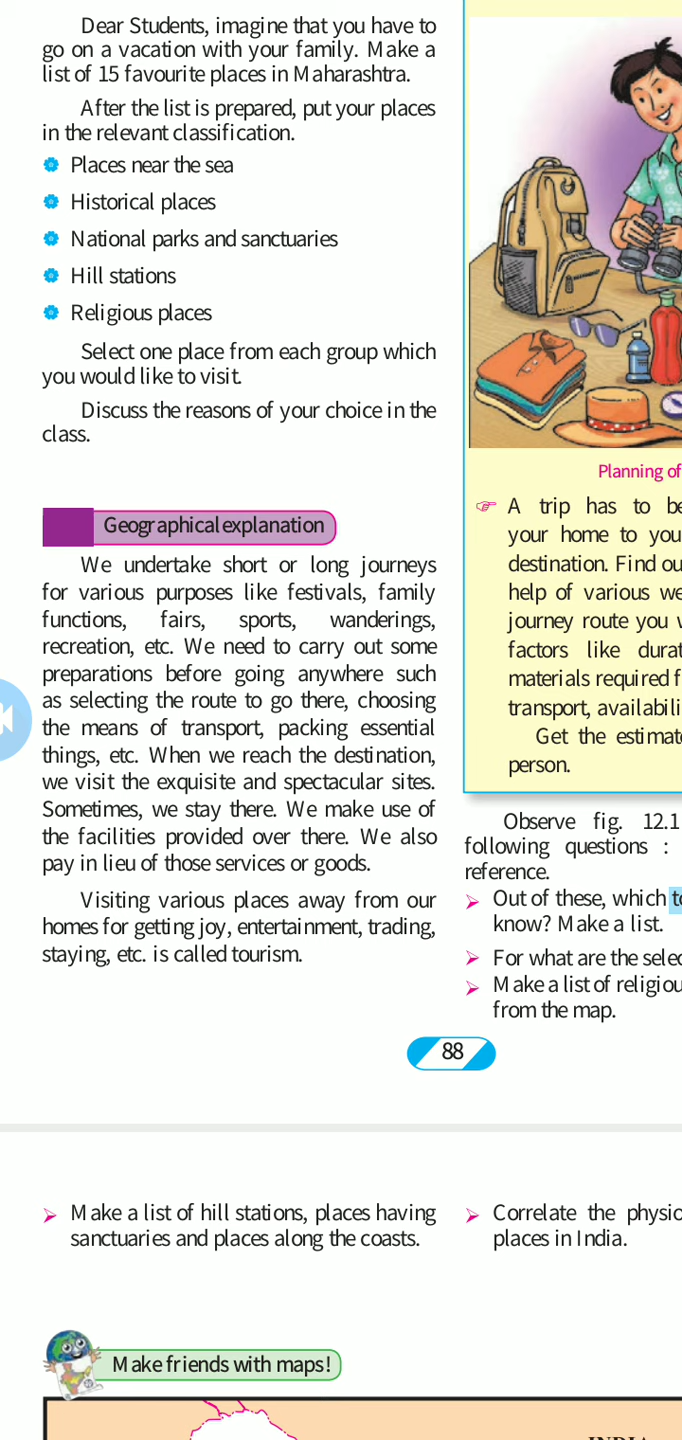 Dear Students, imagine that you have to
go on a vacation with your family. Make a
list of 15 favourite places in Maharashtra.
After the list is prepared, put your places
in the relevant classification.
Places near the sea
Historical places
National parks and sanctuaries
Hill stations
Religious places
Select one place from each group which
you would like to visit.
Discuss the reasons of your choice in the
class.
Geographical explanation
We undertake short or long journeys
for various purposes like festivals, family
functions, fairs, sports, wanderings,
recreation, etc. We need to carry out some
preparations before going anywhere such
as selecting the route to go there, choosing
the means of transport, packing essential
things, etc. When we reach the destination,
we visit the exquisite and spectacular sites.
Sometimes, we stay there. We make use of
the facilities provided over there. We also
pay in lieu of those services or goods.
Visiting various places away from our
homes for getting joy, entertainment, trading,
staying, etc. is called tourism.
Planning of
A trip has to be
your home to you
destination. Find ou
help of various we
journey route you
factors like durat
materials required f
transport, availabili
Get the estimate
person.
Observe fig. 12.1
following questions :
reference.
Out of these, which to
know? Make a list.
For what are the selec
Make a list of religiou
from the map.
88
Make a list of hill stations, places having
sanctuaries and places along the coasts.
Correlate the physic
places in India.
Make friends with maps!
INDIA